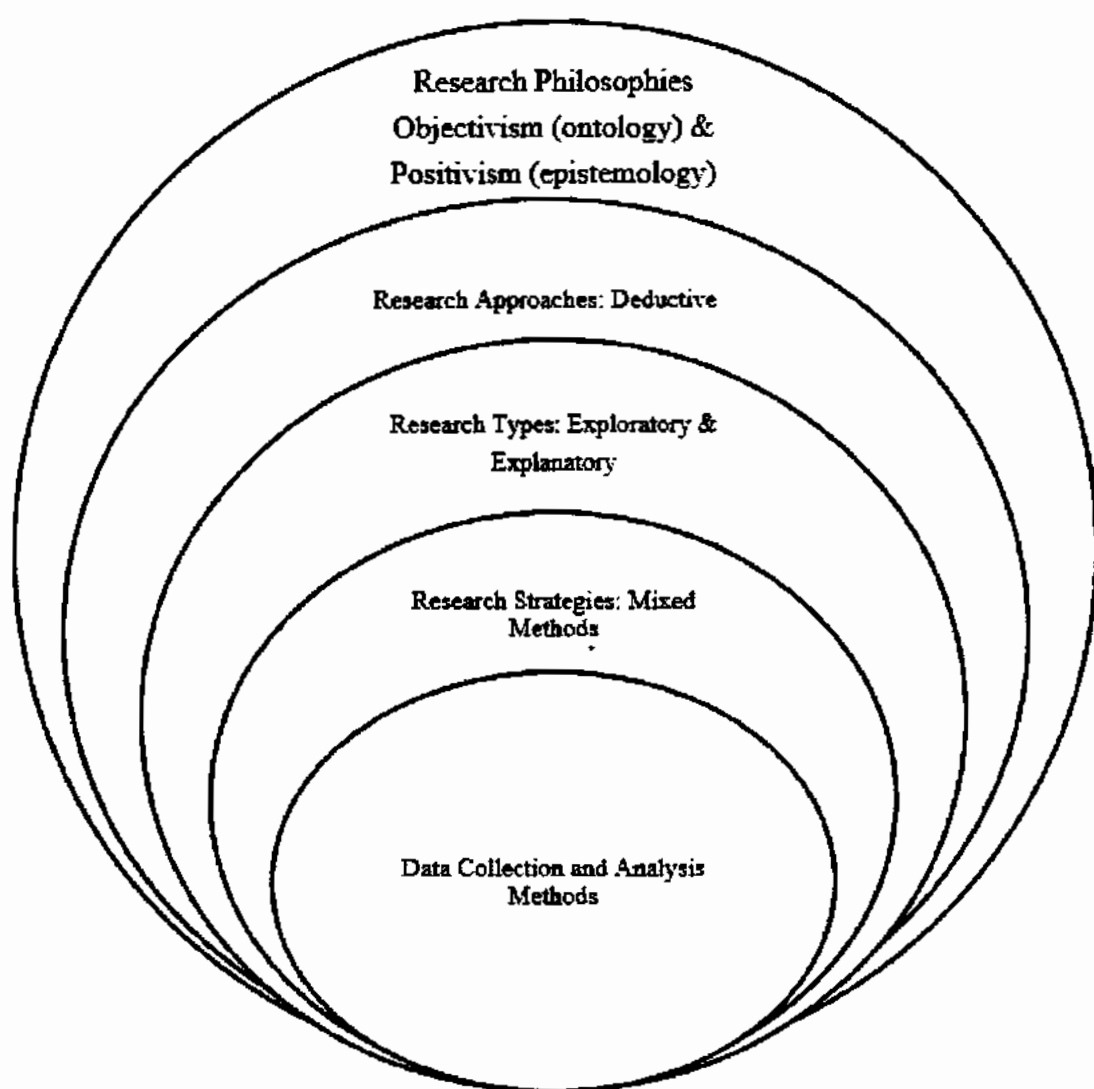 Research Philosophies
Objectivism (ontology) &
Positivism (epistemology)
Research Approaches: Deductive
Research Types: Exploratory &
Explanatory
Research Strategies: Mixed
Methods
Data Collection and Analysis
Methods